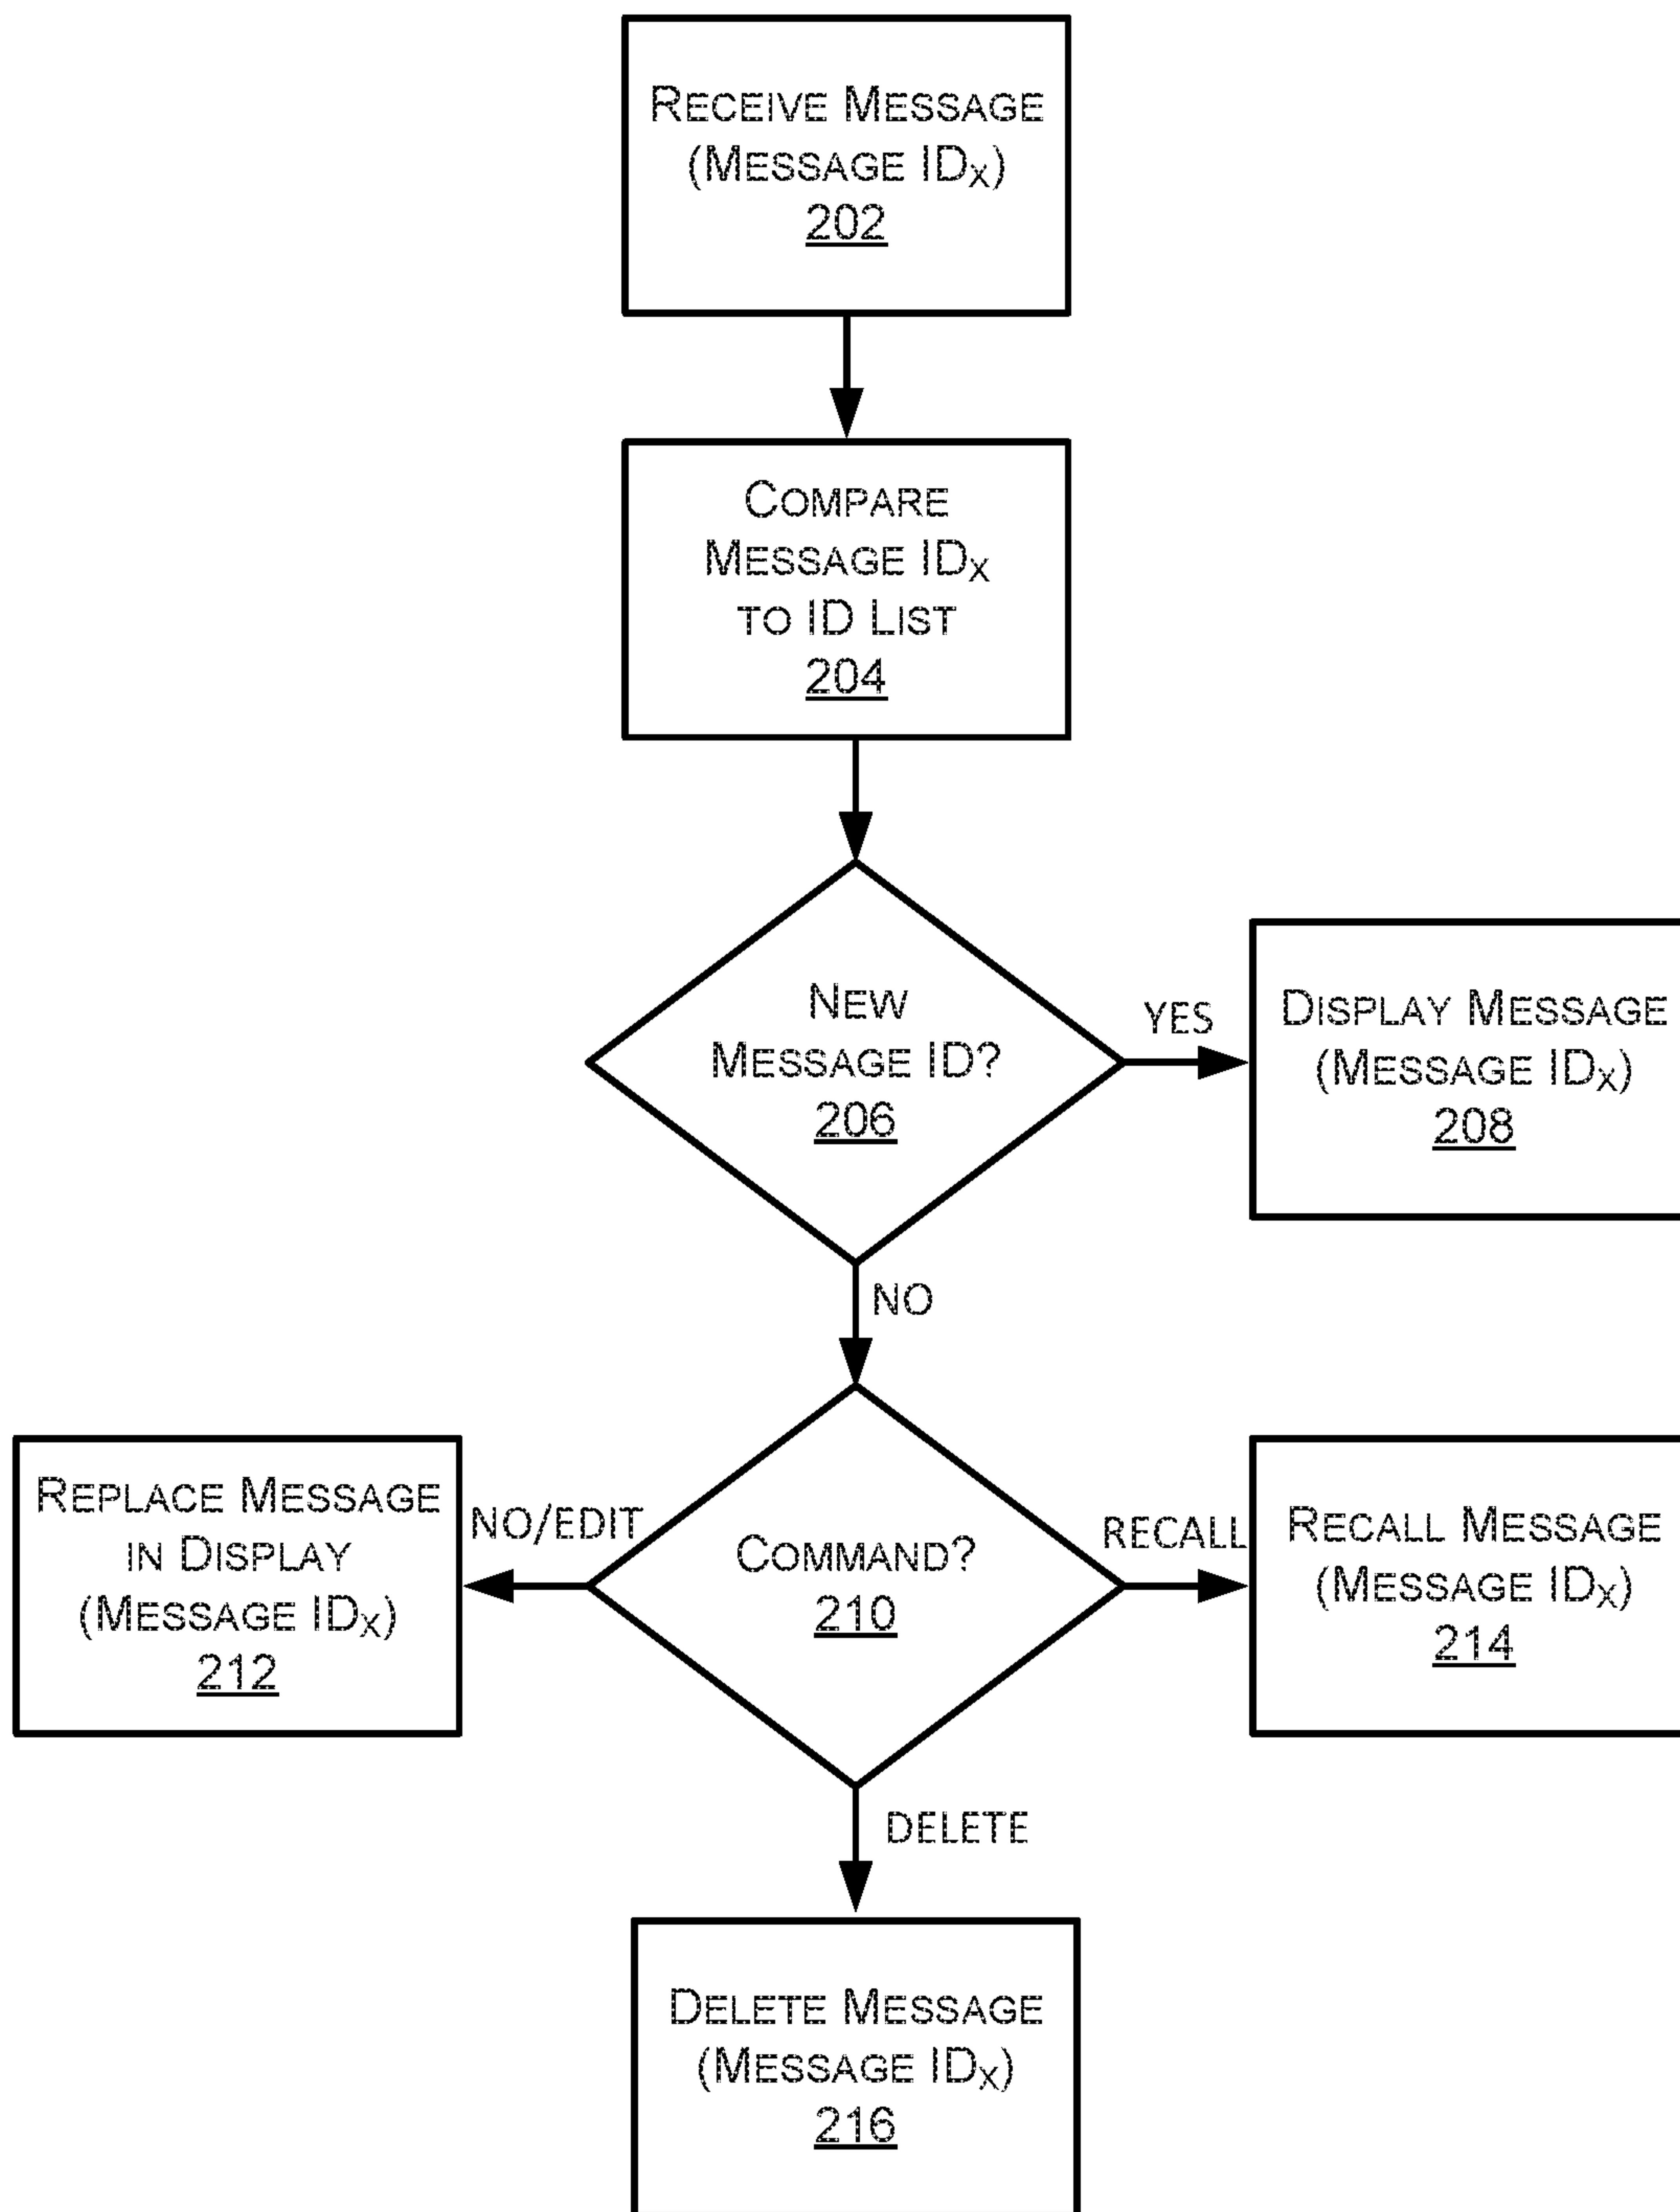 RECEIVE MESSAGE
(MESSAGE IDX)
202
COMPARE
MESSAGE IDX
TO ID LIST
204
NEW
MESSAGE ID?
206
YES
DISPLAY MESSAGE
(MESSAGE IDX)
208
NO
COMMAND?
210
NO/EDIT
REPLACE MESSAGE
IN DISPLAY
(MESSAGE IDX)
212
RECALL
RECALL MESSAGE
(MESSAGE IDX)
214
DELETE
DELETE MESSAGE
(MESSAGE IDX)
216